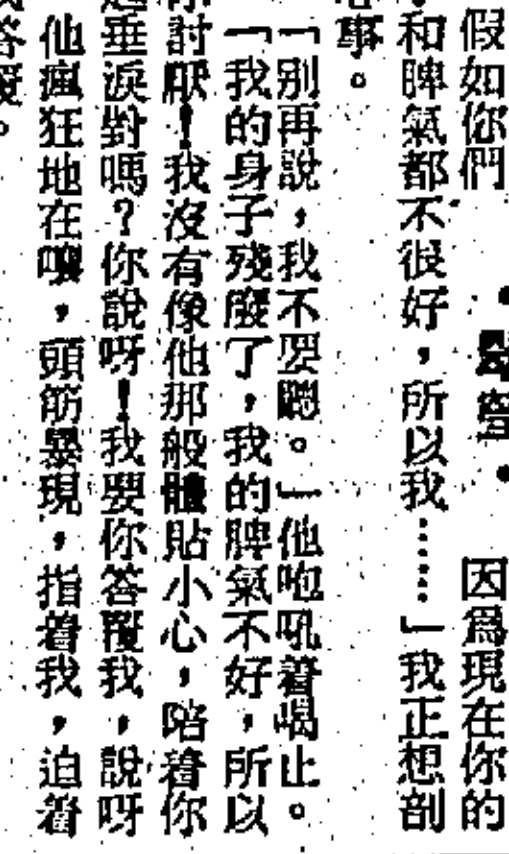 假如你們
因爲現在你的
和脾氣都不很好，所以我……」我正想剖
事。
「別再說，我不要聽。」他咆吼着喝止。
「我的身子殘廢了，我的脾氣不好，所以
你討厭！我沒有像他那般體貼小心，陪着你
垂淚對嗎？你說呀！我要你答覆我，說呀
他瘋狂地在嚷，頭筋暴現，指着我，迫着
答覆。